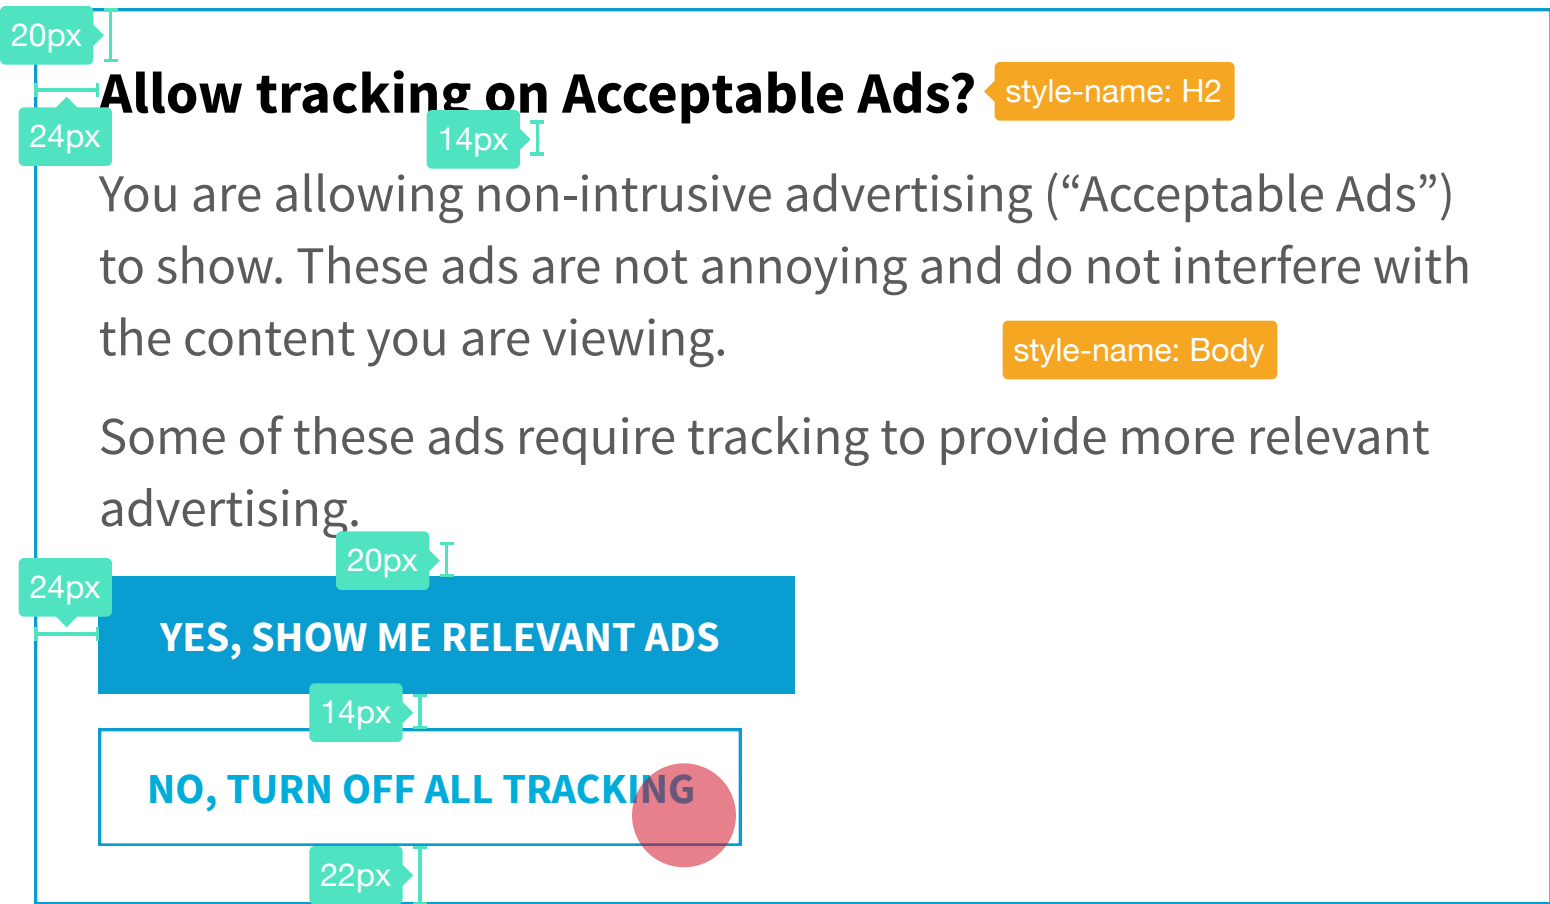 20px
Allow tracking on Acceptable Ads?
style-name: H2
24px
14px
You are allowing non-intrusive advertising (“Acceptable Ads”)
to show. These ads are not annoying and do not interfere with
the content you are viewing.
style-name: Body
Some of these ads require tracking to provide more relevant
advertising.
20px
24px
YES, SHOW ME RELEVANT ADS
14px
NO, TURN OFF ALL TRACKING
22px